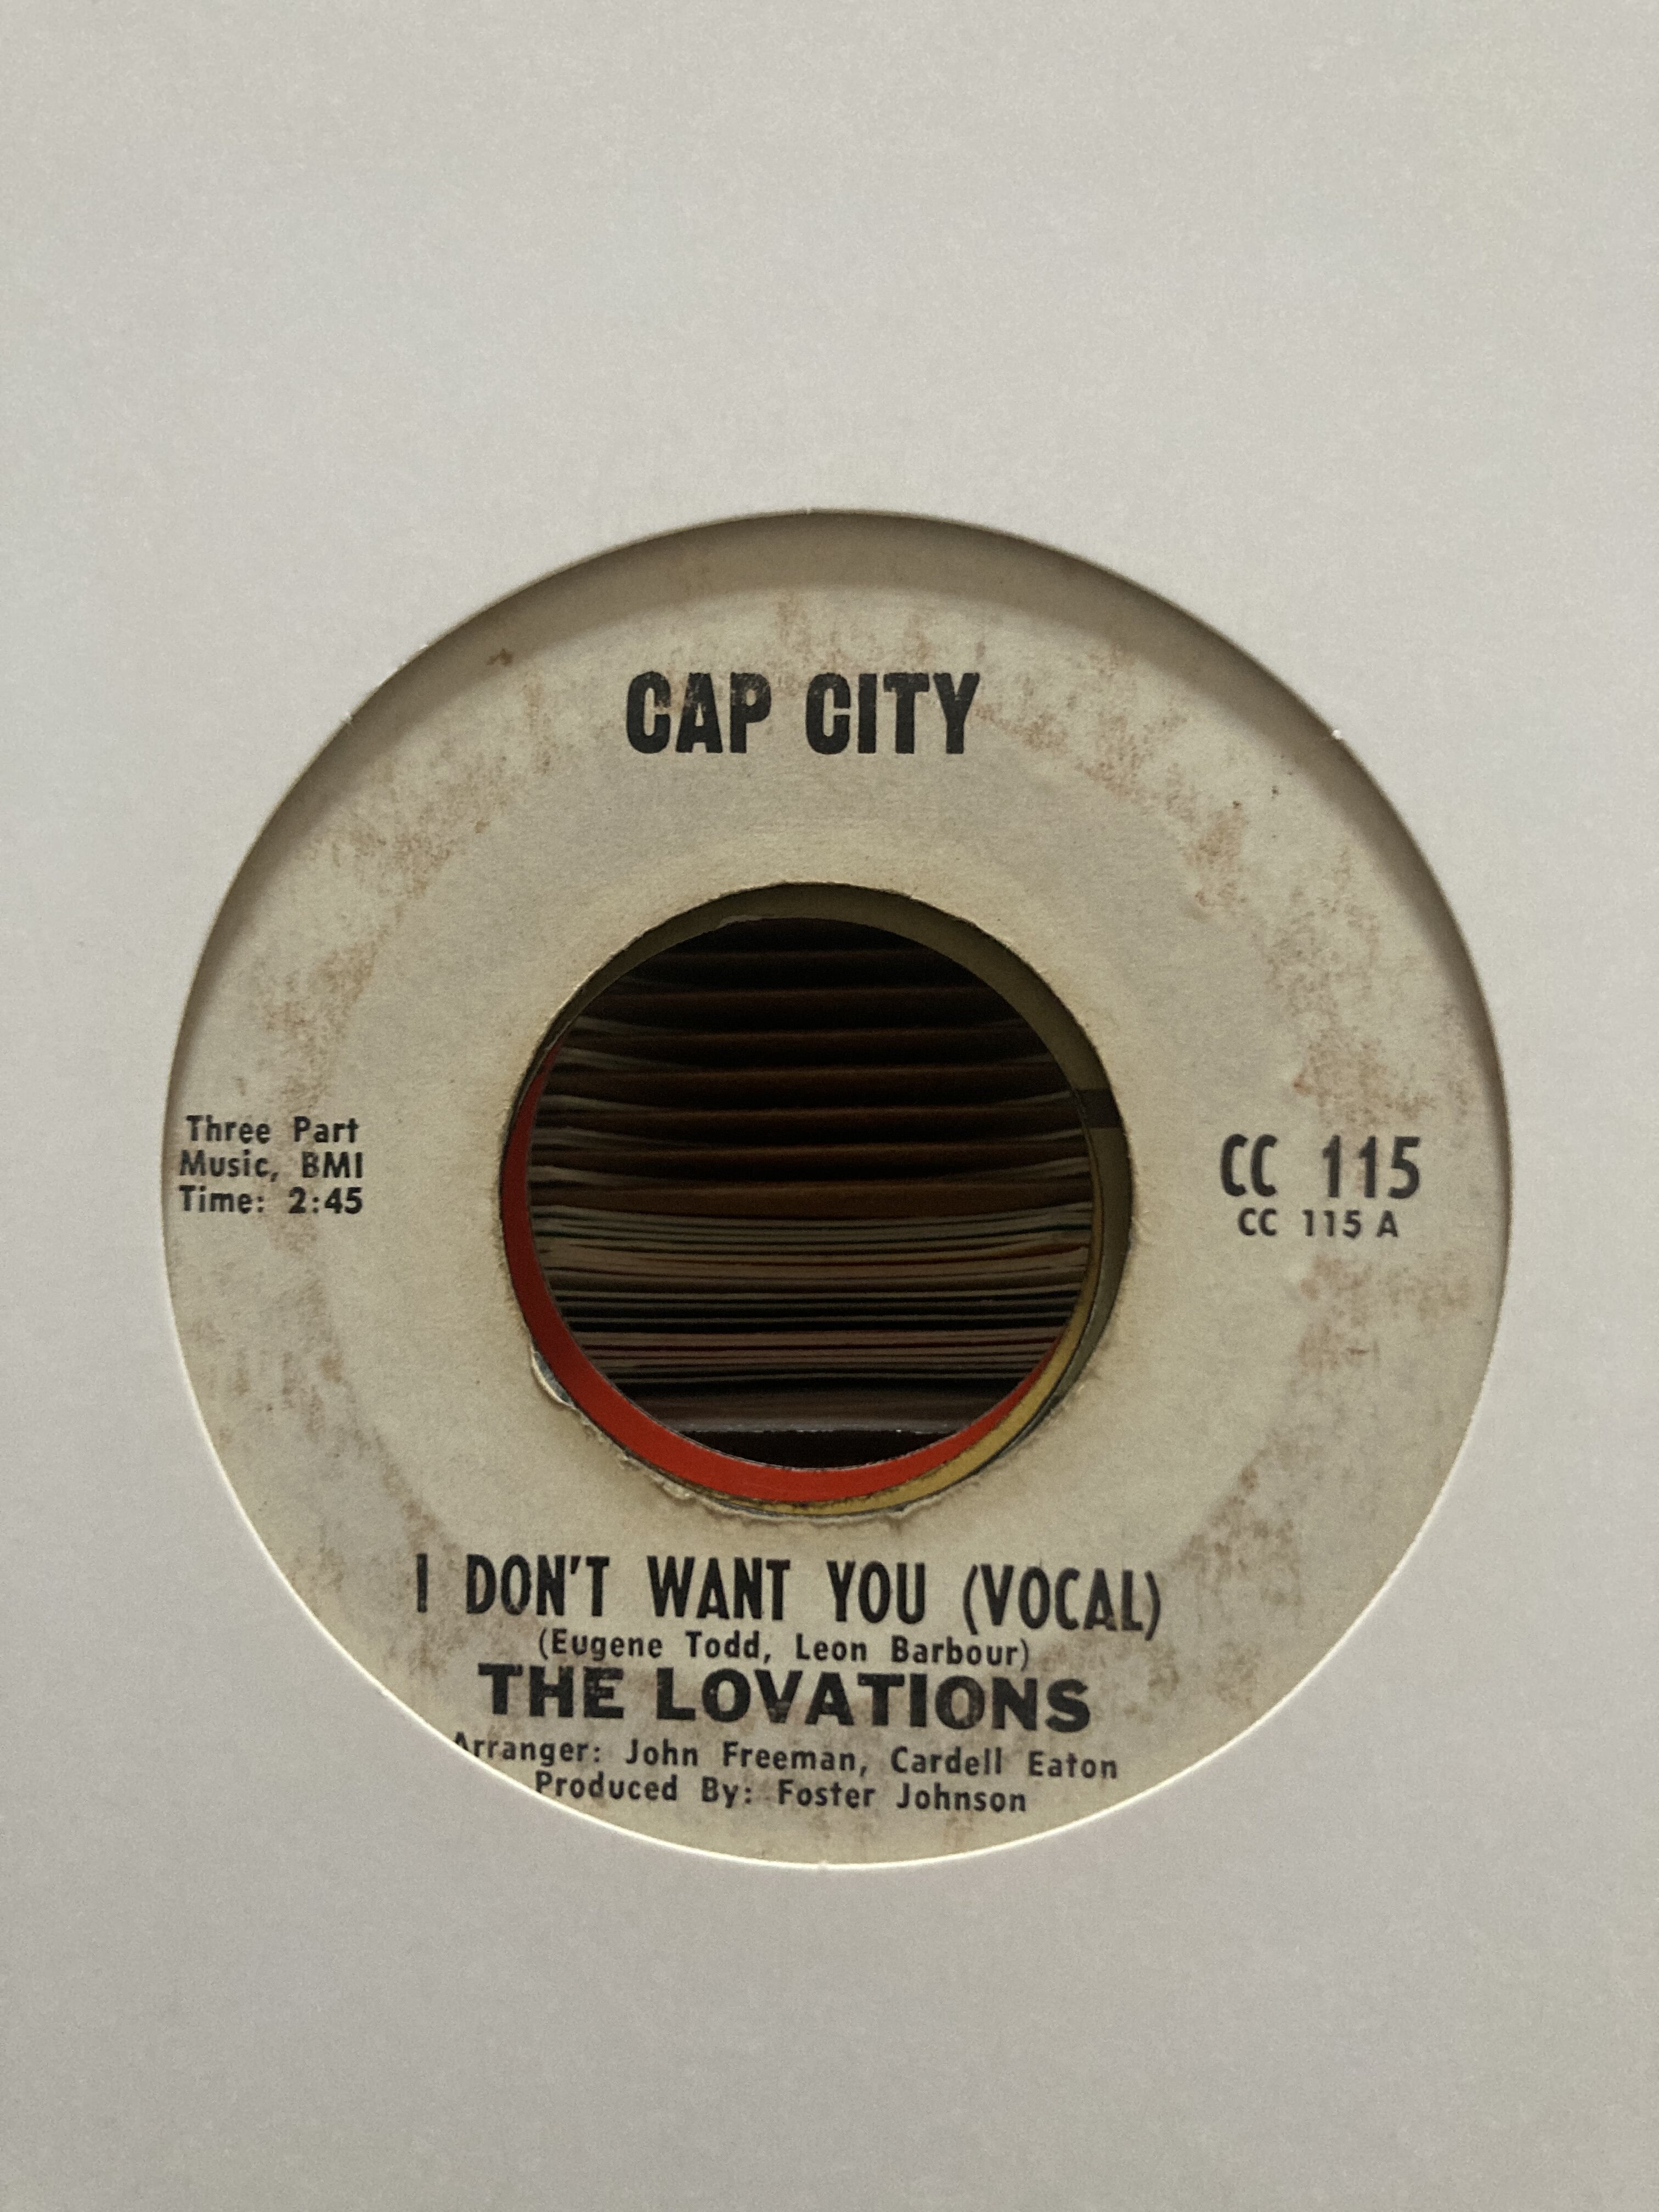 CAP CITY
Three Part
Music, BMI
Time: 2:45
CC 115
CC 115 A
I DON'T WANT YOU (VOCAL)
(Eugene Todd, Leon Barbour)
THE LOVATIONS
Arranger: John Freeman, Cardell Eaton
Produced By: Foster Johnson